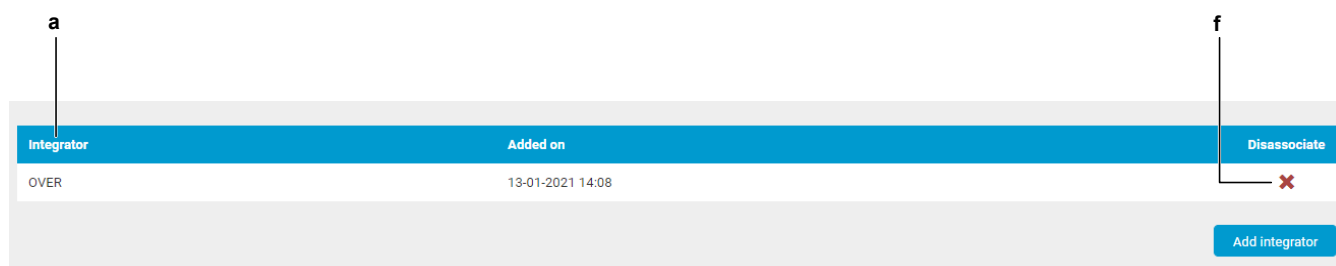 a f
Integrator Added on Disassociate
OVER 13-01-2021 14:08
Add integrator